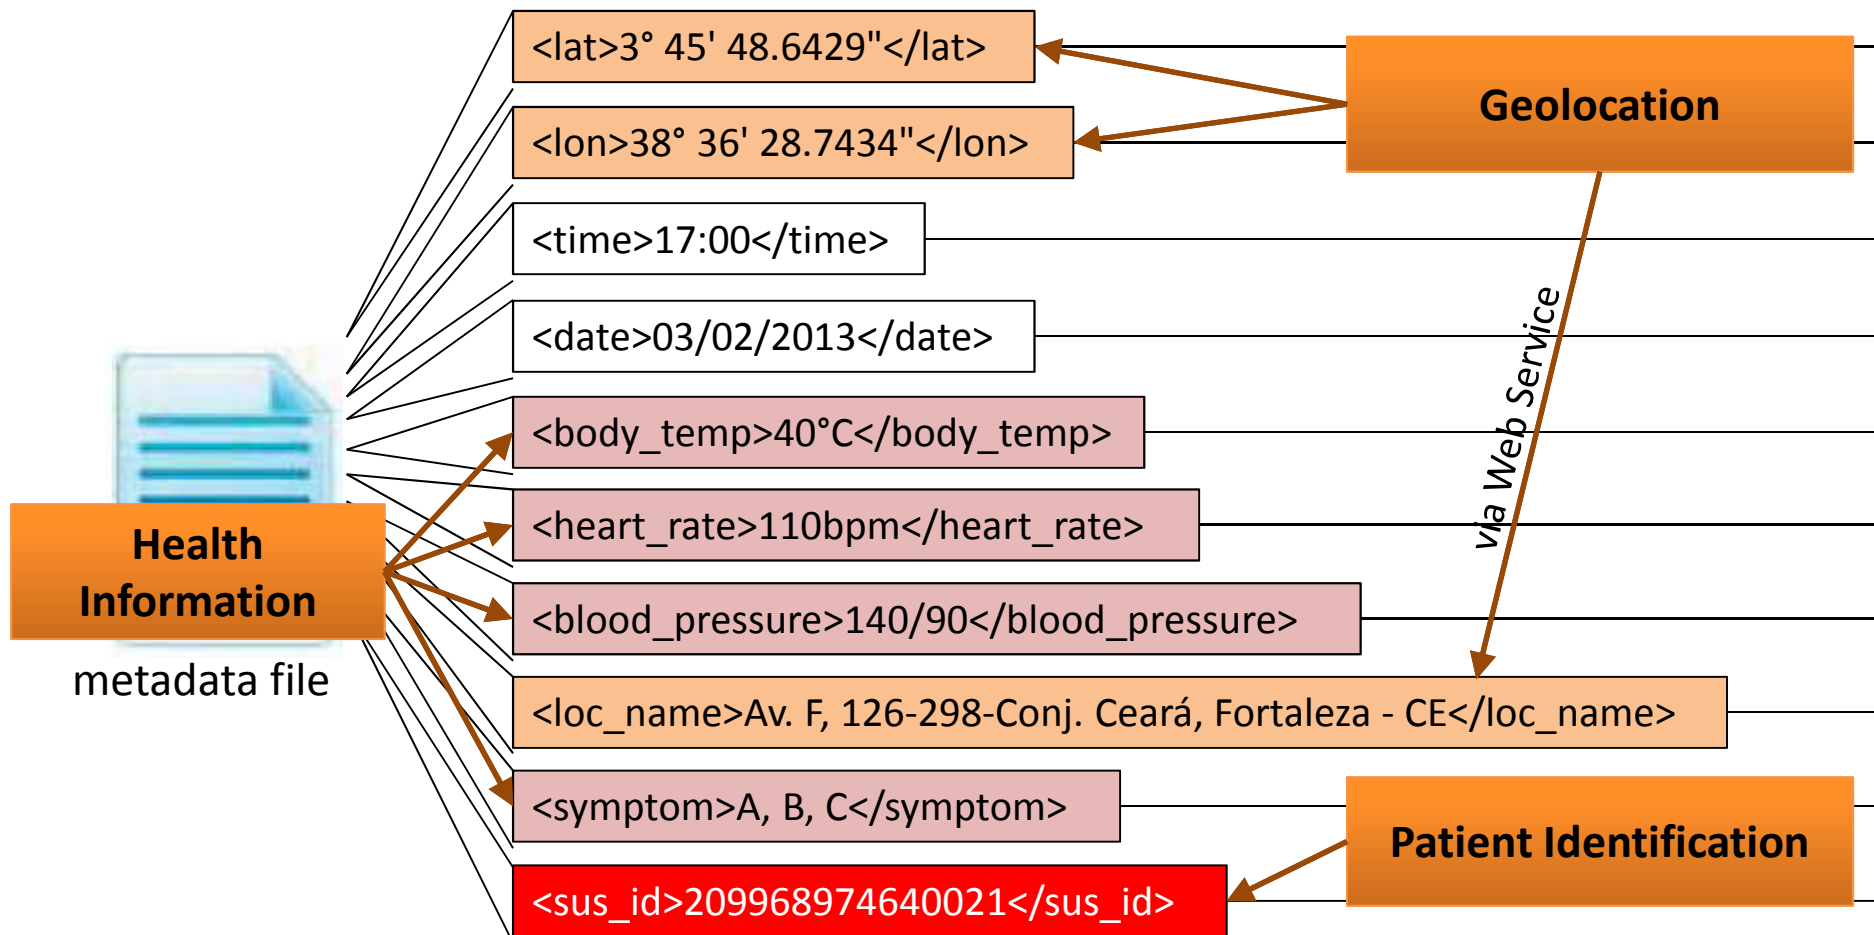 <lat>3° 45' 48.6429"</lat>
<lon>38° 36' 28.7434"</lon>
Geolocation
<time>17:00</time>
<date>03/02/2013</date>
via Web Service
<body_temp>40°C</body_temp>
<heart_rate>110bpm</heart_rate>
Health
Information
<blood_pressure>140/90</blood_pressure>
metadata file
<loc_name>Av. F, 126-298-Conj. Ceará, Fortaleza - CE</loc_name>
<symptom>A, B, C</symptom>
Patient Identification
<sus_id>209968974640021</sus_id>